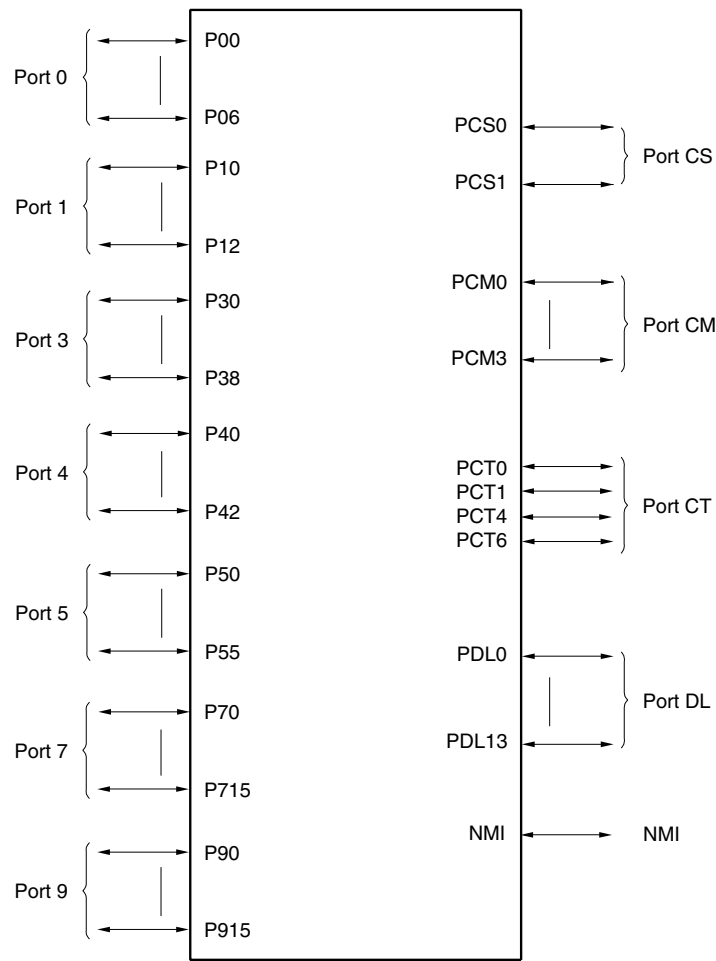 Port 0
P00
P06
Port 1
P10
P12
Port 3
P30
P38
Port 4
P40
P42
Port 5
P50
P55
Port 7
P70
P715
Port 9
P90
P915
PCS0
PCS1
Port CS
PCM0
PCM3
Port CM
PCT0
PCT1
PCT4
PCT6
Port CT
PDL0
PDL13
Port DL
NMI
NMI